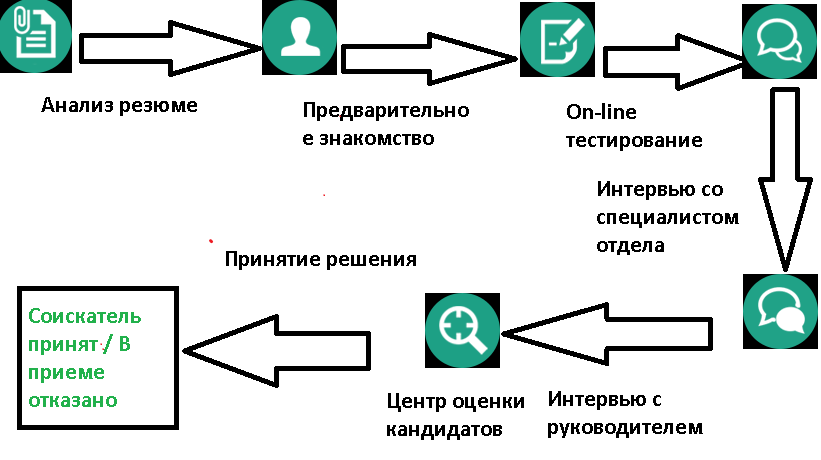 Анализ резюме
Предварительно
е знакомство
On-line
тестирование
Интервью со
специалистом
отдела
Интервью с
руководителем
Центр оценки
кандидатов
Принятие решения
Соискатель
принят / В
приеме
отказано